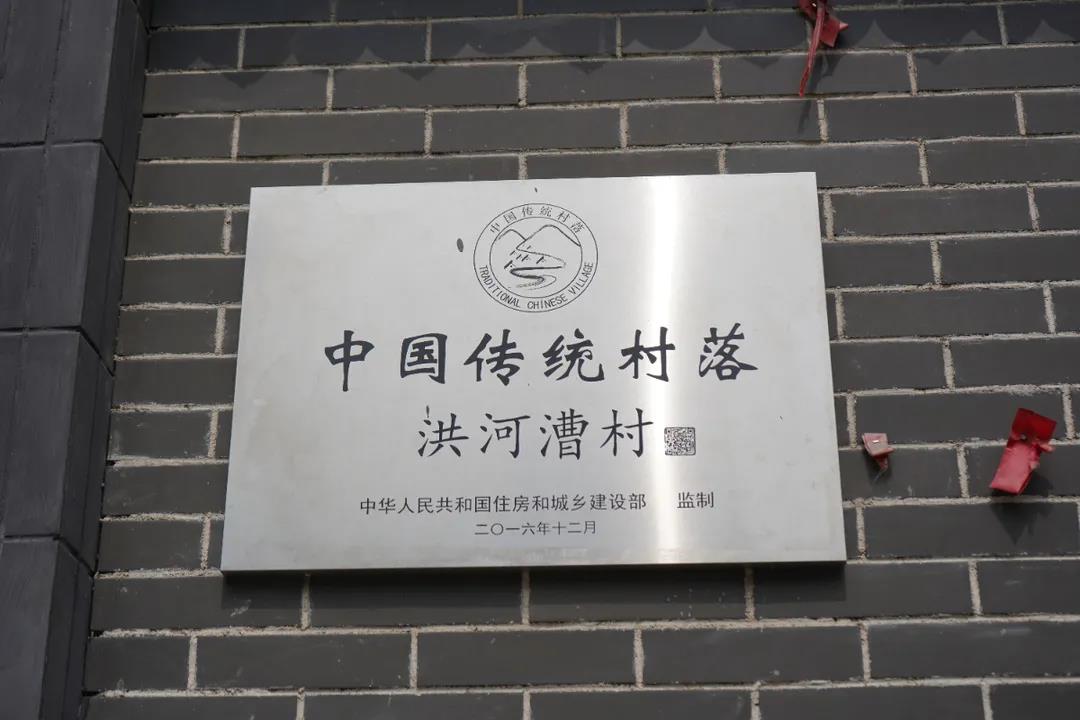 中国传统村落
TRADITIONAL CHINESE VILLAGE
中国传统村落
洪河漕村
中华人民共和国住房和城乡建设部 监制
二〇一六年十二月